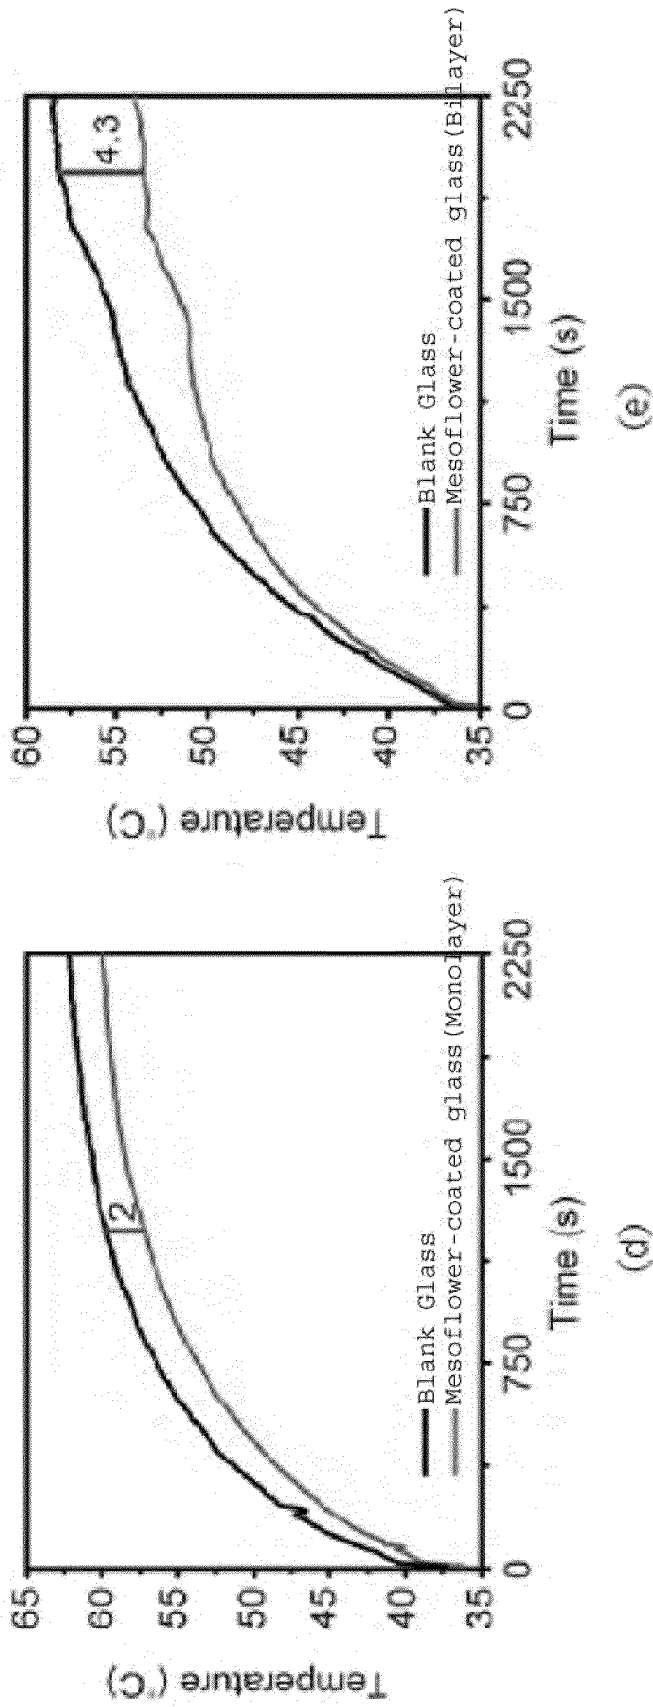 65
60
55
50
45
40
35
Temperature (°C)
2
Blank Glass
Mesoflower-coated glass(Monolayer)
0
750
1500
2250
Time (s)
(d)
60
55
50
45
40
35
Temperature (°C)
4.3
Blank Glass
Mesoflower-coated glass(Bilayer)
0
750
1500
2250
Time (s)
(e)